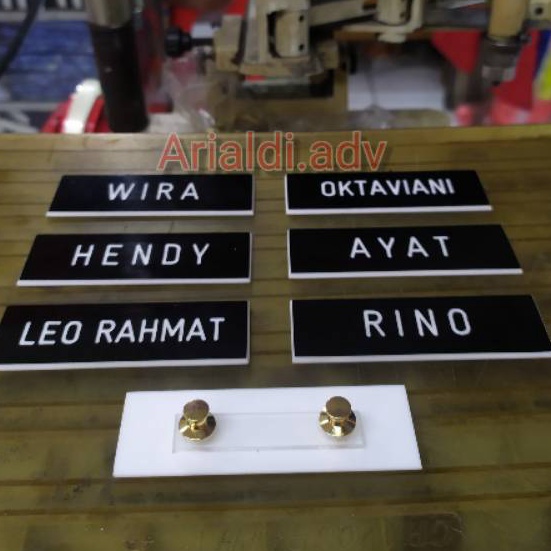 Arialdi.adv
WIRA
OKTAVIANI
HENDY
AYAT
LEO RAHMAT
RINO